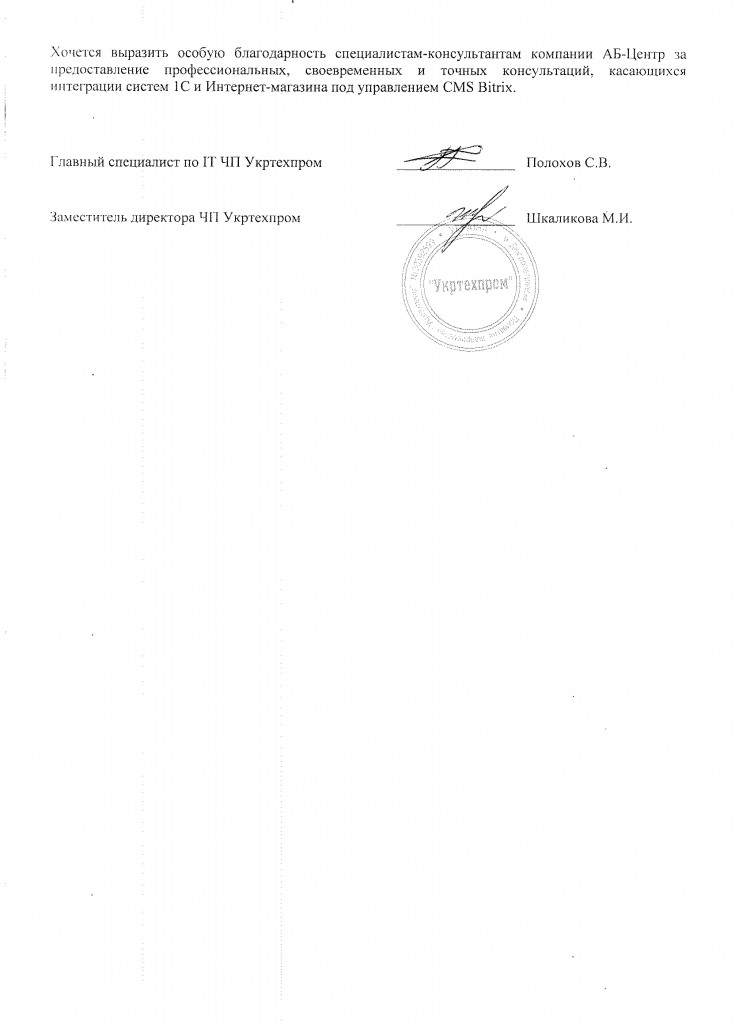 Хочется выразить особую благодарность специалистам-консультантам компании АБ-Центр за
предоставление профессиональных, своевременных и точных консультаций, касающихся
интеграции систем 1С и Интернет-магазина под управлением CMS Bitrix.
Главный специалист по IT ЧП Укртехпром Полохов С.В.
Заместитель директора ЧП Укртехпром Шкаликова М.И.
"Укртехпром"